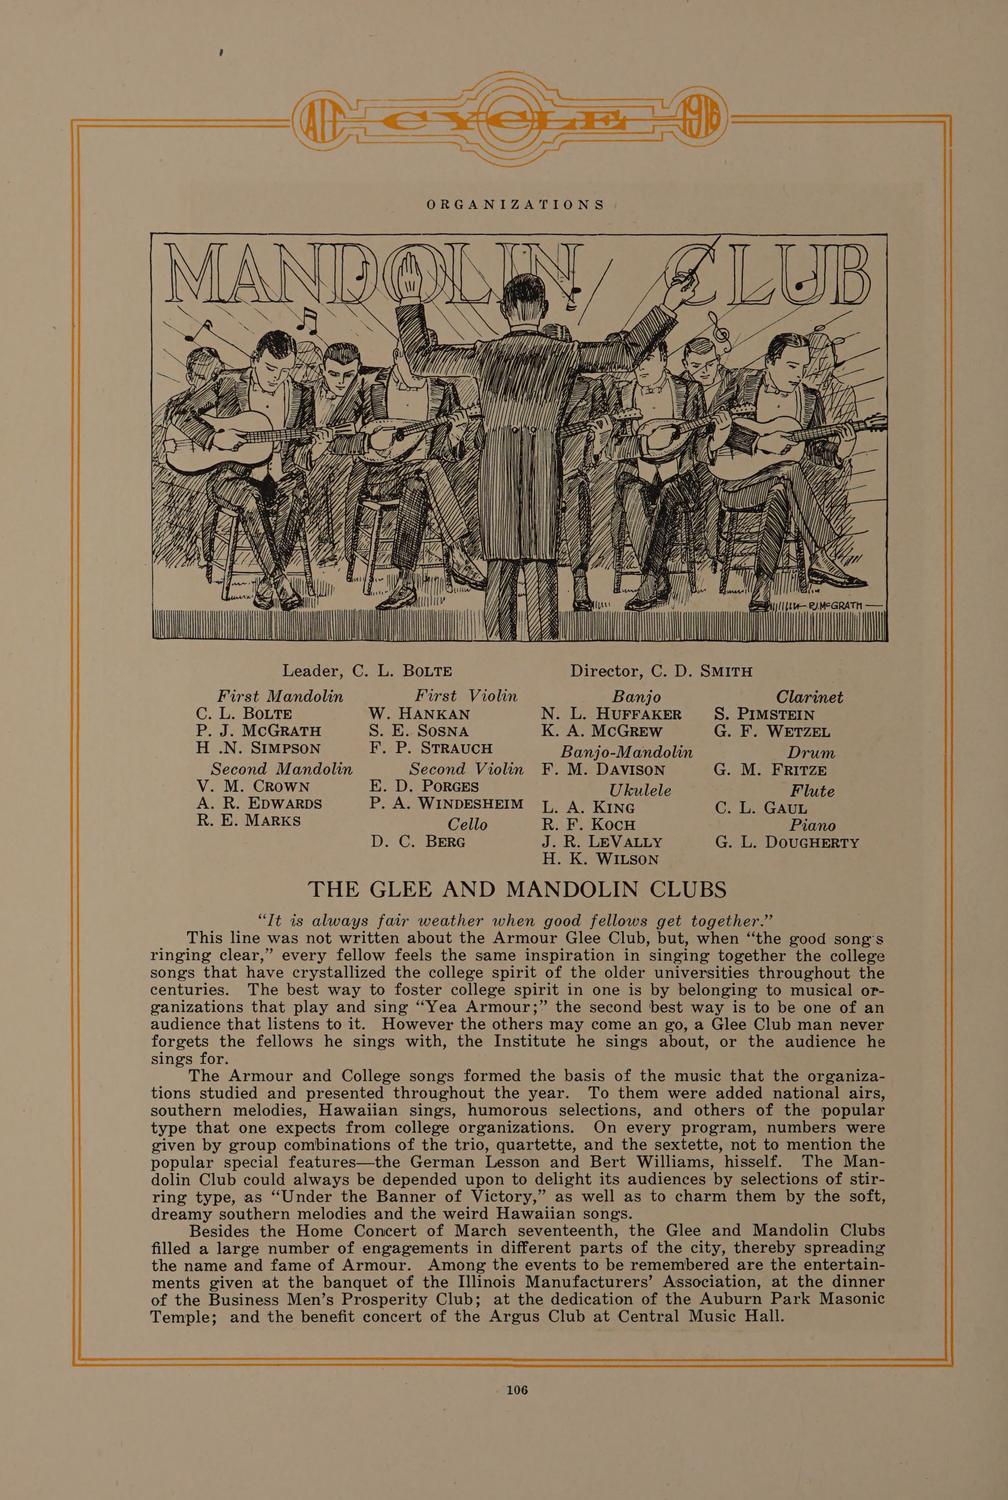 AIT CYCLE 1916
ORGANIZATIONS
MANDOLIN CLUB
R.J.McGRATH
Leader, C. L. BOLTE
Director, C. D. SMITH
First Mandolin
C. L. BOLTE
P. J. MCGRATH
H .N. SIMPSON
Second Mandolin
V. M. CROWN
A. R. EDWARDS
R. E. MARKS
First Violin
W. HANKAN
S. E. SOSNA
F. P. STRAUCH
Second Violin
E. D. PORGES
P. A. WINDESHEIM
Cello
D. C. BERG
Banjo
N. L. HUFFAKER
K. A. MCGREW
Banjo-Mandolin
F. M. DAVISON
Ukulele
L. A. KING
R. F. KOCH
J. R. LEVALLY
H. K. WILSON
Clarinet
S. PIMSTEIN
G. F. WETZEL
Drum
G. M. FRITZE
Flute
C. L. GAUL
Piano
G. L. DOUGHERTY
THE GLEE AND MANDOLIN CLUBS
“It is always fair weather when good fellows get together.”
This line was not written about the Armour Glee Club, but, when “the good song's
ringing clear,” every fellow feels the same inspiration in singing together the college
songs that have crystallized the college spirit of the older universities throughout the
centuries. The best way to foster college spirit in one is by belonging to musical or-
ganizations that play and sing “Yea Armour;” the second best way is to be one of an
audience that listens to it. However the others may come an go, a Glee Club man never
forgets the fellows he sings with, the Institute he sings about, or the audience he
sings for.
The Armour and College songs formed the basis of the music that the organiza-
tions studied and presented throughout the year. To them were added national airs,
southern melodies, Hawaiian sings, humorous selections, and others of the popular
type that one expects from college organizations. On every program, numbers were
given by group combinations of the trio, quartette, and the sextette, not to mention the
popular special features—the German Lesson and Bert Williams, hisself. The Man-
dolin Club could always be depended upon to delight its audiences by selections of stir-
ring type, as “Under the Banner of Victory,” as well as to charm them by the soft,
dreamy southern melodies and the weird Hawaiian songs.
Besides the Home Concert of March seventeenth, the Glee and Mandolin Clubs
filled a large number of engagements in different parts of the city, thereby spreading
the name and fame of Armour. Among the events to be remembered are the entertain-
ments given at the banquet of the Illinois Manufacturers’ Association, at the dinner
of the Business Men’s Prosperity Club; at the dedication of the Auburn Park Masonic
Temple; and the benefit concert of the Argus Club at Central Music Hall.
106